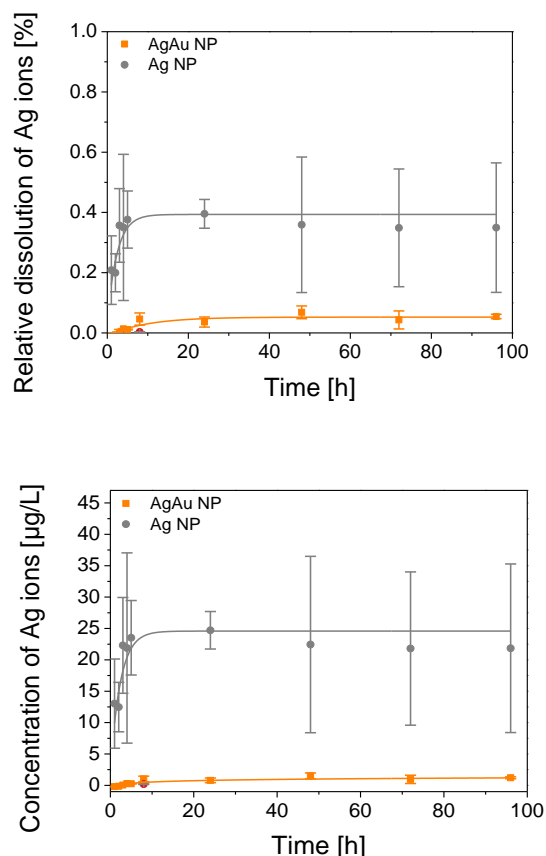 Relative dissolution of Ag ions [%]
1.0
0.8
0.6
0.4
0.2
0.0
AgAu NP
Ag NP
0 20 40 60 80 100
Time [h]
Concentration of Ag ions [µg/L]
45
40
35
30
25
20
15
10
5
0
AgAu NP
Ag NP
0 20 40 60 80 100
Time [h]